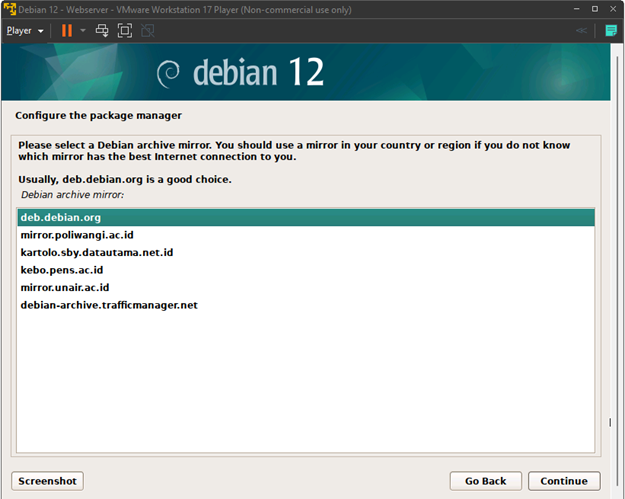 Debian 12 - Webserver - VMware Workstation 17 Player (Non-commercial use only)
Player
debian 12
Configure the package manager
Please select a Debian archive mirror. You should use a mirror in your country or region if you do not know
which mirror has the best Internet connection to you.
Usually, deb.debian.org is a good choice.
Debian archive mirror:
deb.debian.org
mirror.poliwangi.ac.id
kartolo.sby.datautama.net.id
kebo.pens.ac.id
mirror.unair.ac.id
debian-archive.trafficmanager.net
Screenshot
Go Back
Continue